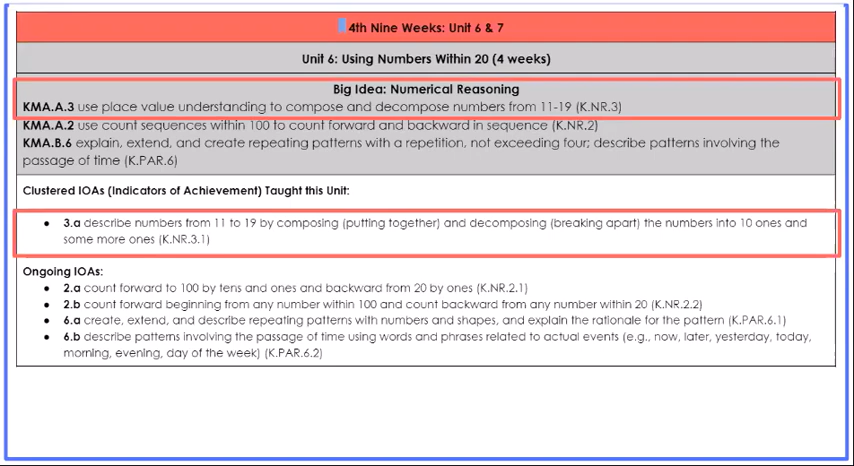 4th Nine Weeks: Unit 6 & 7
Unit 6: Using Numbers Within 20 (4 weeks)
Big Idea: Numerical Reasoning
KMA.A.3 use place value understanding to compose and decompose numbers from 11-19 (K.NR.3)
KMA.A.2 use count sequences within 100 to count forward and backward in sequence (K.NR.2)
KMA.B.6 explain, extend, and create repeating patterns with a repetition, not exceeding four; describe patterns involving the
passage of time (K.PAR.6)
Clustered IOAs (Indicators of Achievement) Taught this Unit:
● 3.a describe numbers from 11 to 19 by composing (putting together) and decomposing (breaking apart) the numbers into 10 ones and
some more ones (K.NR.3.1)
Ongoing IOAs:
● 2.a count forward to 100 by tens and ones and backward from 20 by ones (K.NR.2.1)
● 2.b count forward beginning from any number within 100 and count backward from any number within 20 (K.NR.2.2)
● 6.a create, extend, and describe repeating patterns with numbers and shapes, and explain the rationale for the pattern (K.PAR.6.1)
● 6.b describe patterns involving the passage of time using words and phrases related to actual events (e.g., now, later, yesterday, today,
morning, evening, day of the week) (K.PAR.6.2)